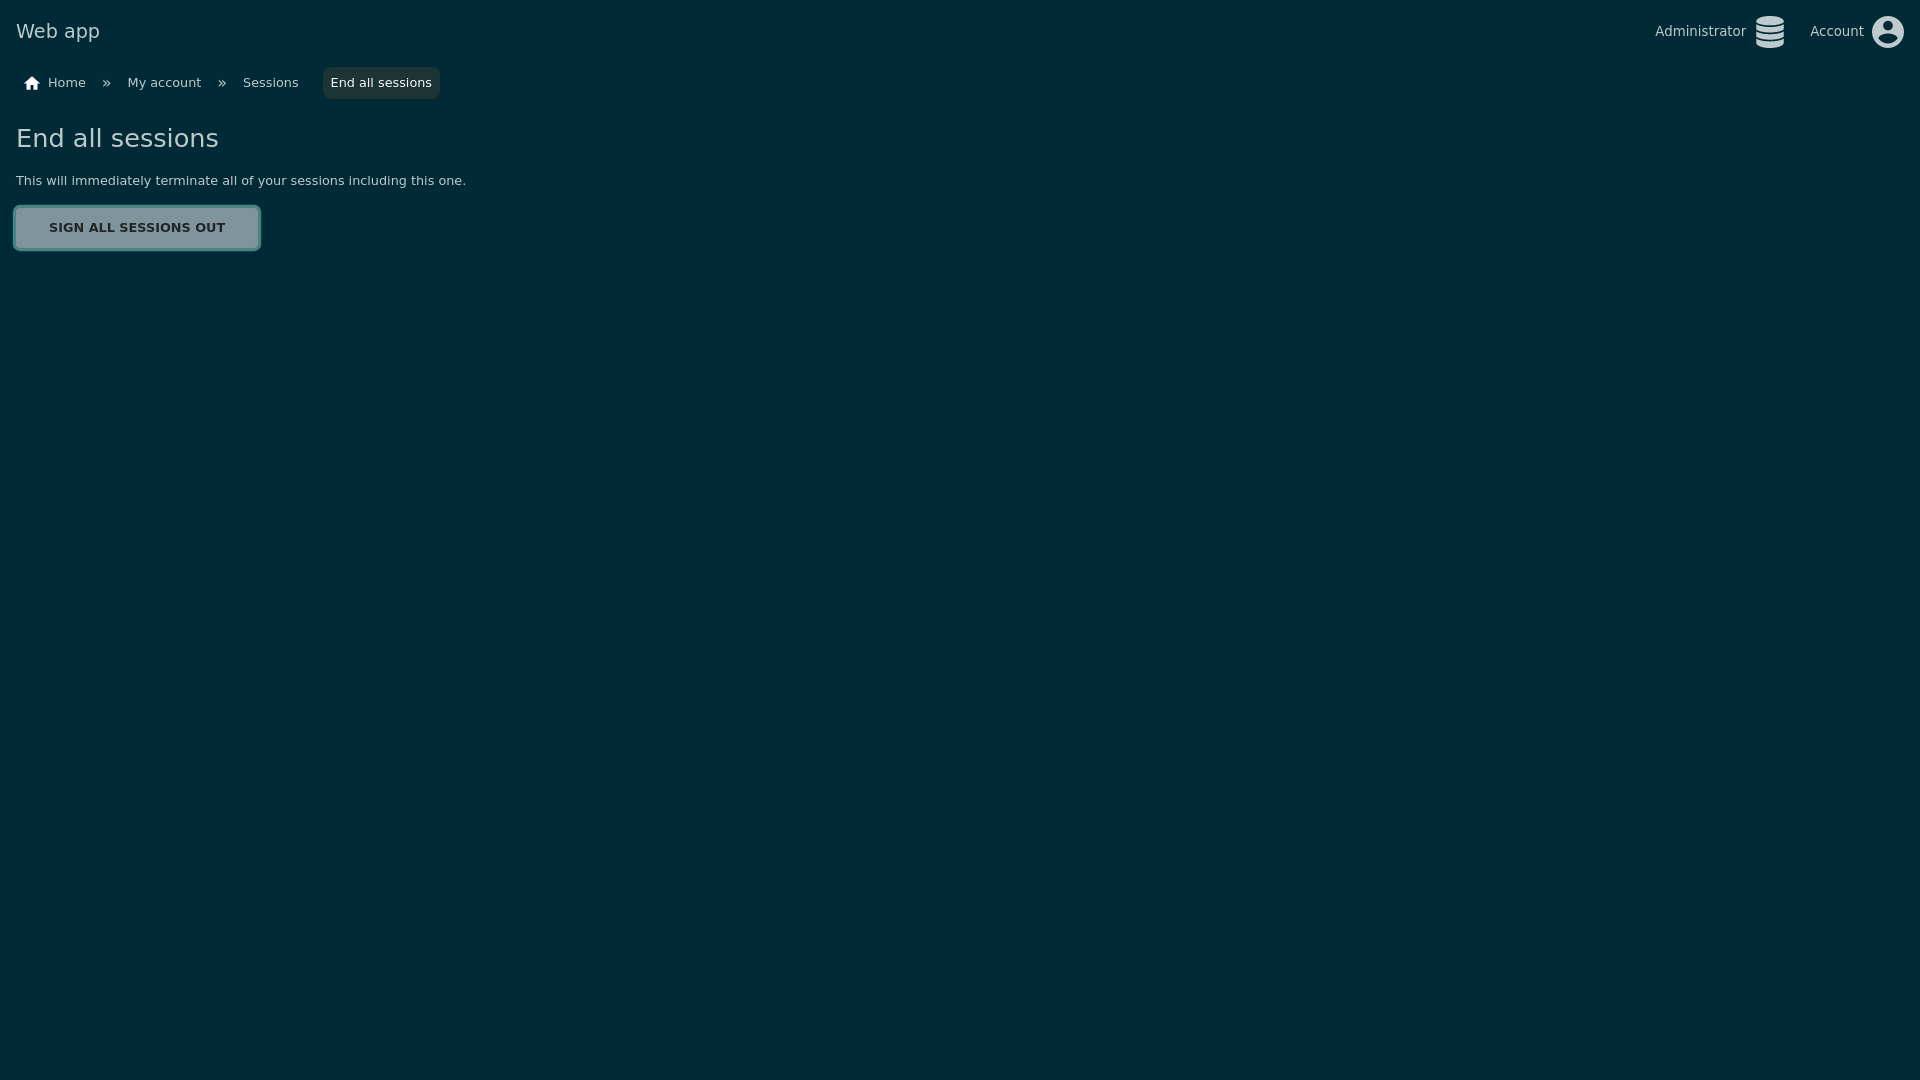 Web app
Administrator
Account
Home » My account » Sessions End all sessions
End all sessions
This will immediately terminate all of your sessions including this one.
SIGN ALL SESSIONS OUT